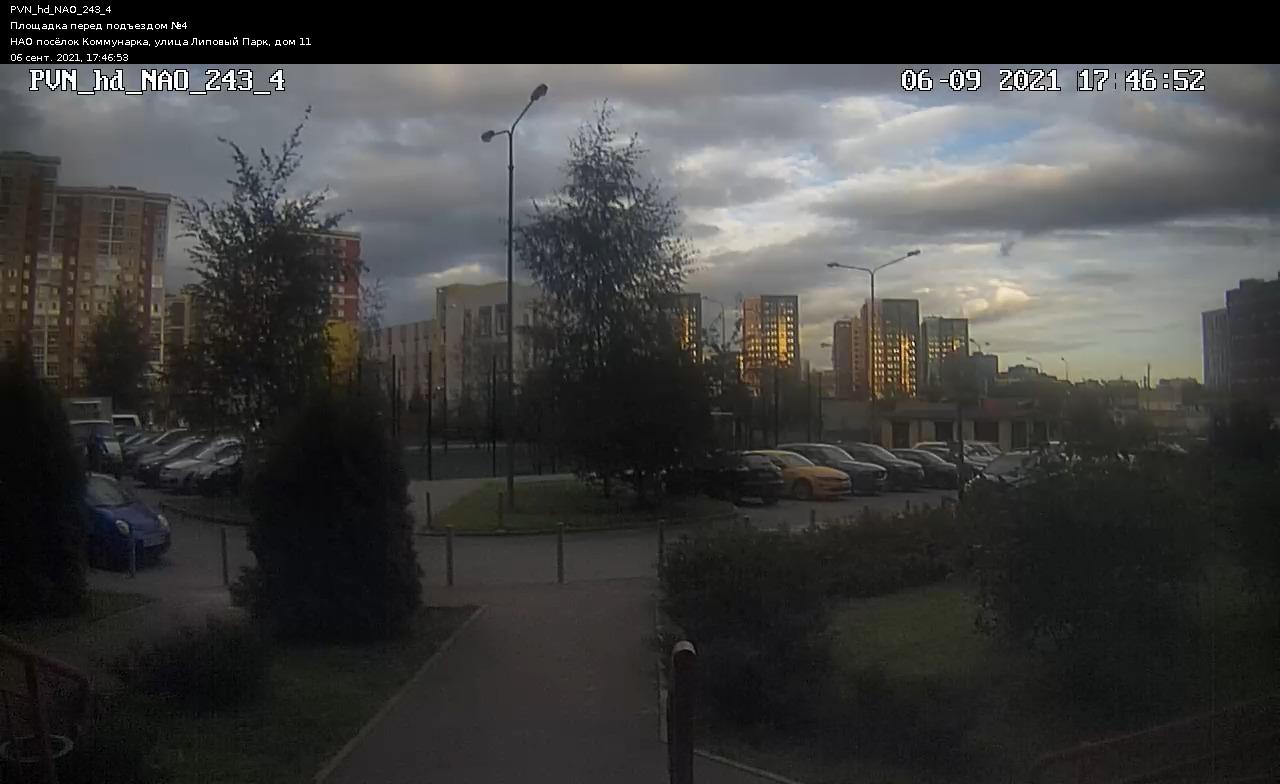 PVN_hd_NAO_243_4
Площадка перед подъездом №4
НАО посёлок Коммунарка, улица Липовый Парк, дом 11
06 сент. 2021, 17:46:53
PVN_hd_NAO_243_4
06-09 2021 17:46:52